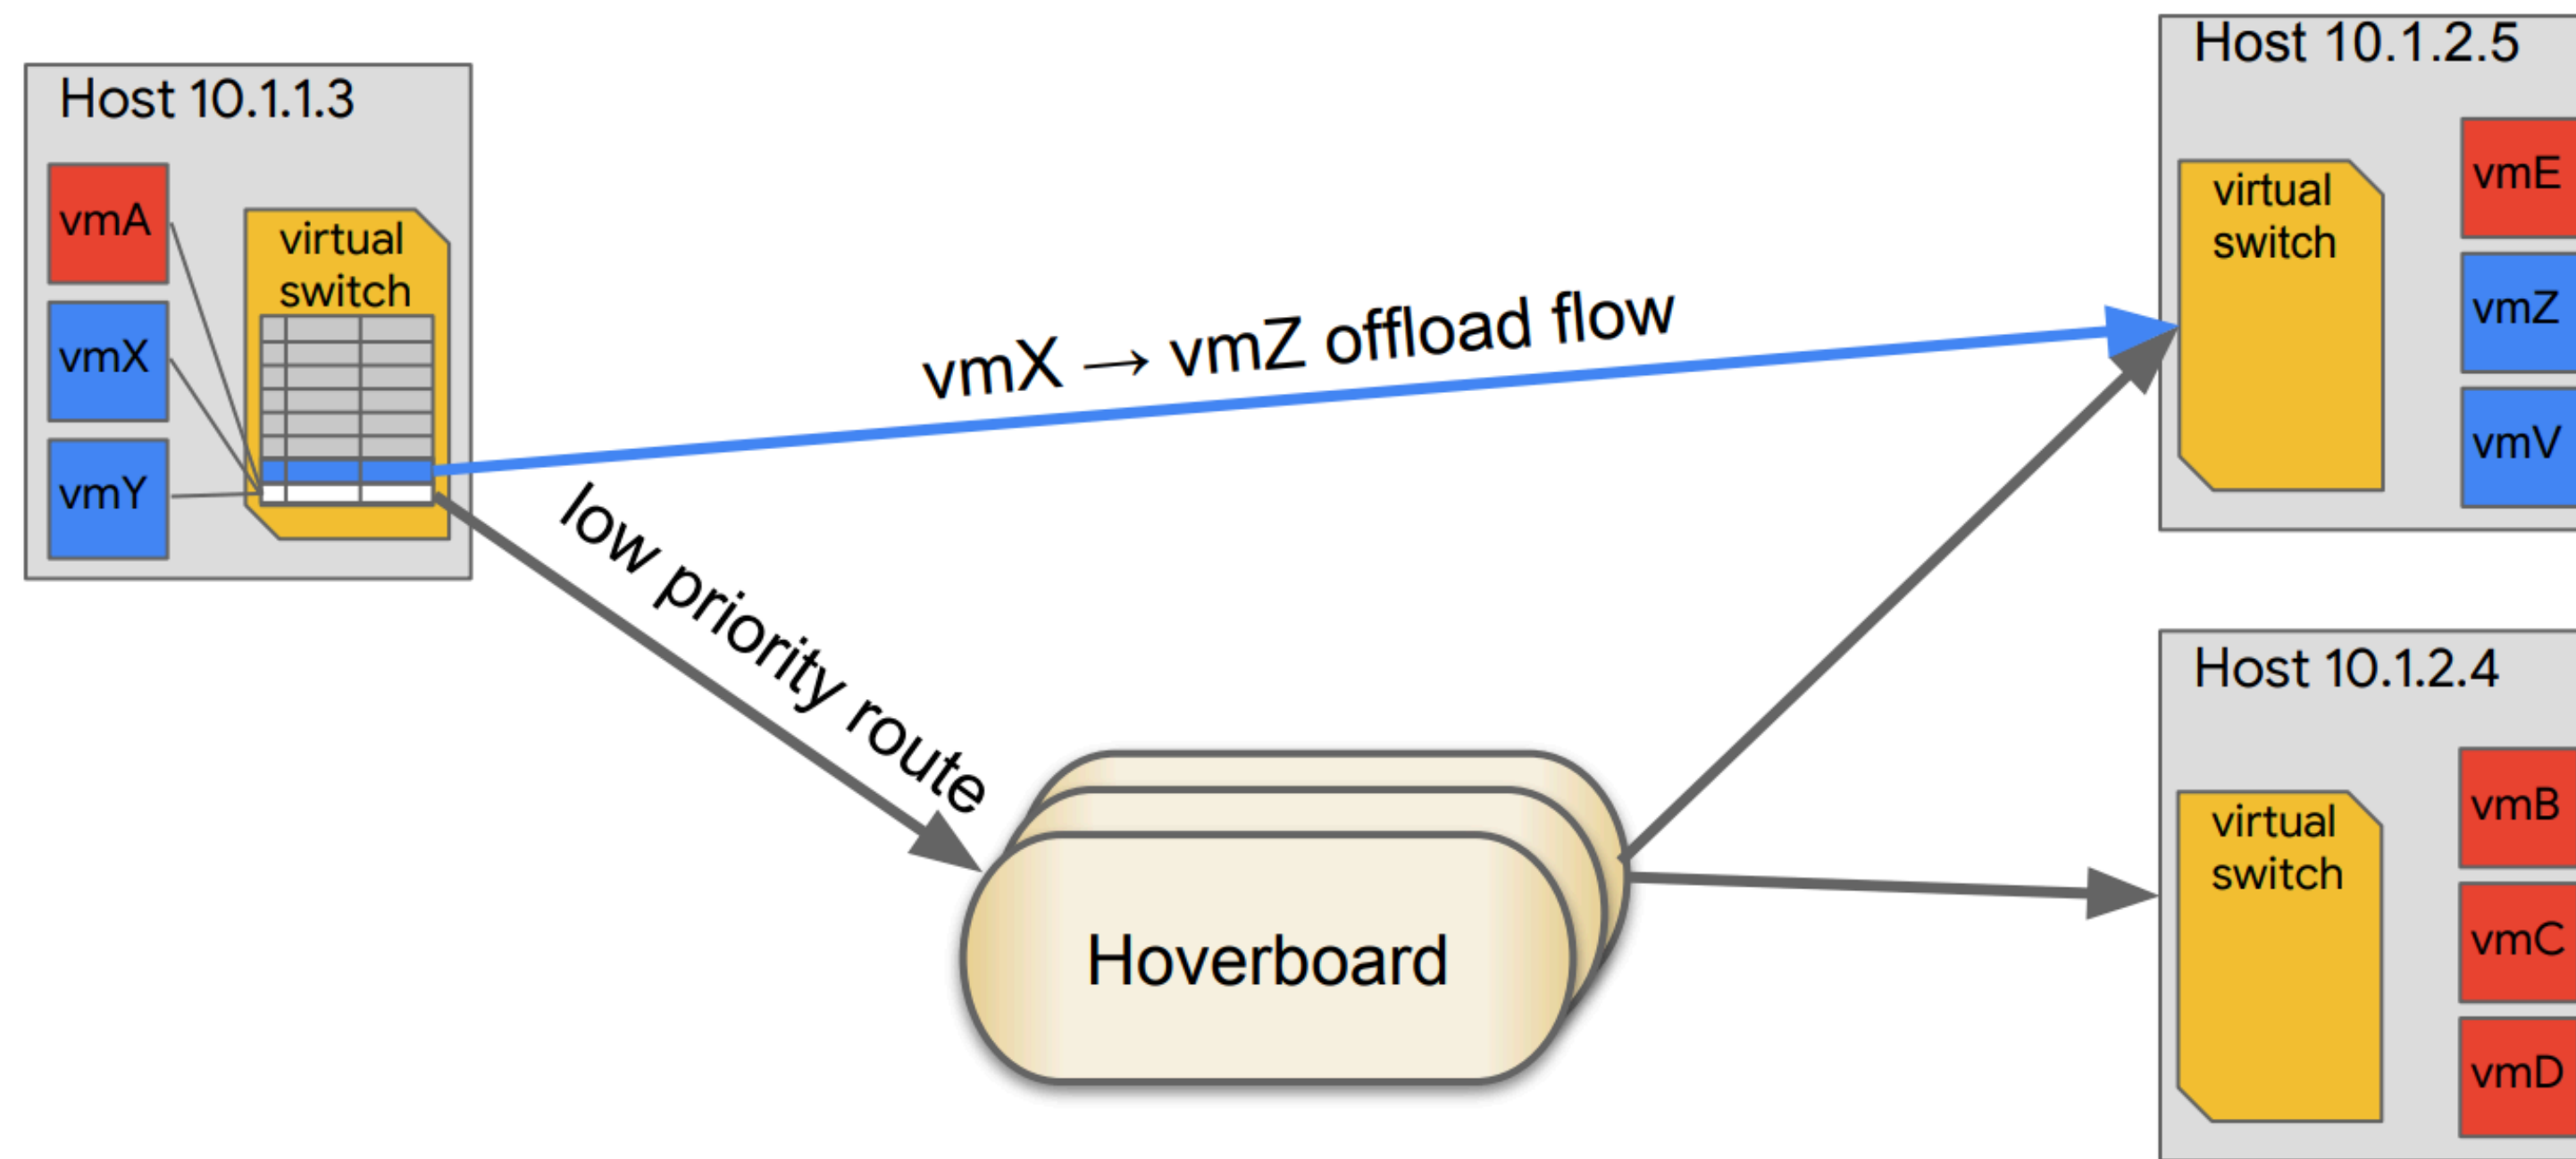 Host 10.1.1.3
vmA
vmX
vmY
virtual
switch
vmX → vmZ offload flow
low priority route
Hoverboard
Host 10.1.2.5
virtual
switch
vmE
vmZ
vmV
Host 10.1.2.4
virtual
switch
vmB
vmC
vmD